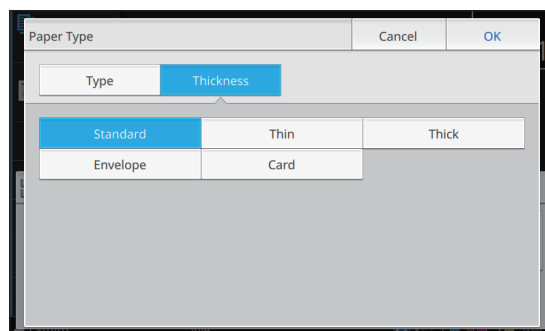 Paper Type Cancel OK
Type Thickness
Standard Thin Thick
Envelope Card